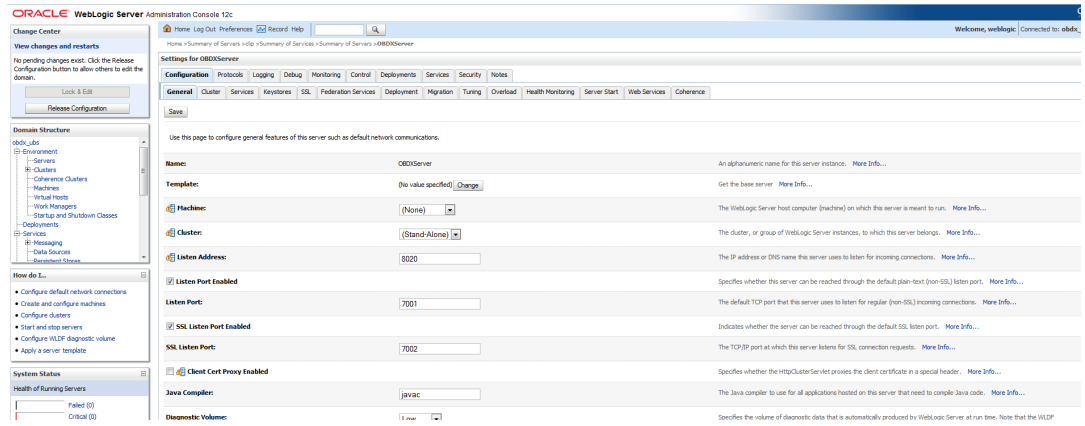 ORACLE WebLogic Server Administration Console 12c
Change Center
View changes and restarts
No pending changes exist. Click the Release
Configuration button to allow others to edit the
domain.
Lock & Edit
Release Configuration
Domain Structure
obdx_ubs
Environment
Servers
Clusters
Coherence Clusters
Machines
Virtual Hosts
Work Managers
Startup and Shutdown Classes
Deployments
Services
Messaging
Data Sources
Persistent Stores
How do I...
Configure default network connections
Create and configure machines
Configure clusters
Start and stop servers
Configure WLDF diagnostic volume
Apply a server template
System Status
Health of Running Servers
Failed (0)
Critical (0)
Home Log Out Preferences Record Help
Welcome, weblogic Connected to: obdx_
Home >Summary of Servers >clip >Summary of Services >Summary of Servers >OBDXServer
Settings for OBDXServer
Configuration Protocols Logging Debug Monitoring Control Deployments Services Security Notes
General Cluster Services Keystores SSL Federation Services Deployment Migration Tuning Overload Health Monitoring Server Start Web Services Coherence
Save
Use this page to configure general features of this server such as default network communications.
Name: OBDXServer An alphanumeric name for this server instance. More Info...
Template: (No value specified) Change Get the base server More Info...
Machine: (None) The WebLogic Server host computer (machine) on which this server is meant to run. More Info...
Cluster: (Stand-Alone) The cluster, or group of WebLogic Server instances, to which this server belongs. More Info...
Listen Address: 8020 The IP address or DNS name this server uses to listen for incoming connections. More Info...
Listen Port Enabled Specifies whether this server can be reached through the default plain-text (non-SSL) listen port. More Info...
Listen Port: 7001 The default TCP port that this server uses to listen for regular (non-SSL) incoming connections. More Info...
SSL Listen Port Enabled Indicates whether the server can be reached through the default SSL listen port. More Info...
SSL Listen Port: 7002 The TCP/IP port at which this server listens for SSL connection requests. More Info...
Client Cert Proxy Enabled Specifies whether the HttpClusterServlet proxies the client certificate in a special header. More Info...
Java Compiler: javac The Java compiler to use for all applications hosted on this server that need to compile Java code. More Info...
Diagnostic Volume: Low Specifies the volume of diagnostic data that is automatically produced by WebLogic Server at run time. Note that the WLDF